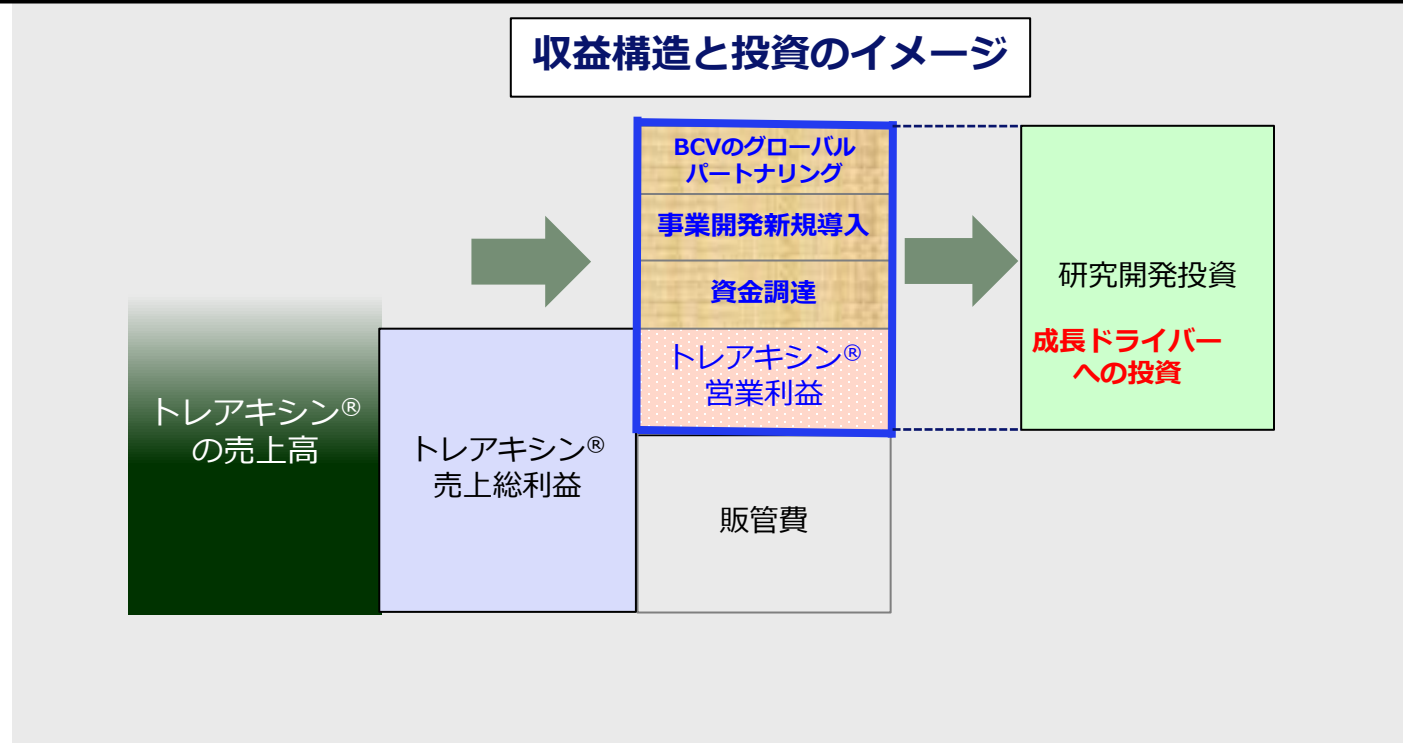 収益構造と投資のイメージ
BCVのグローバル
パートナリング
事業開発新規導入
資金調達
トレアキシン®
営業利益
研究開発投資
成長ドライバー
への投資
トレアキシン®
の売上高
トレアキシン®
売上総利益
販管費